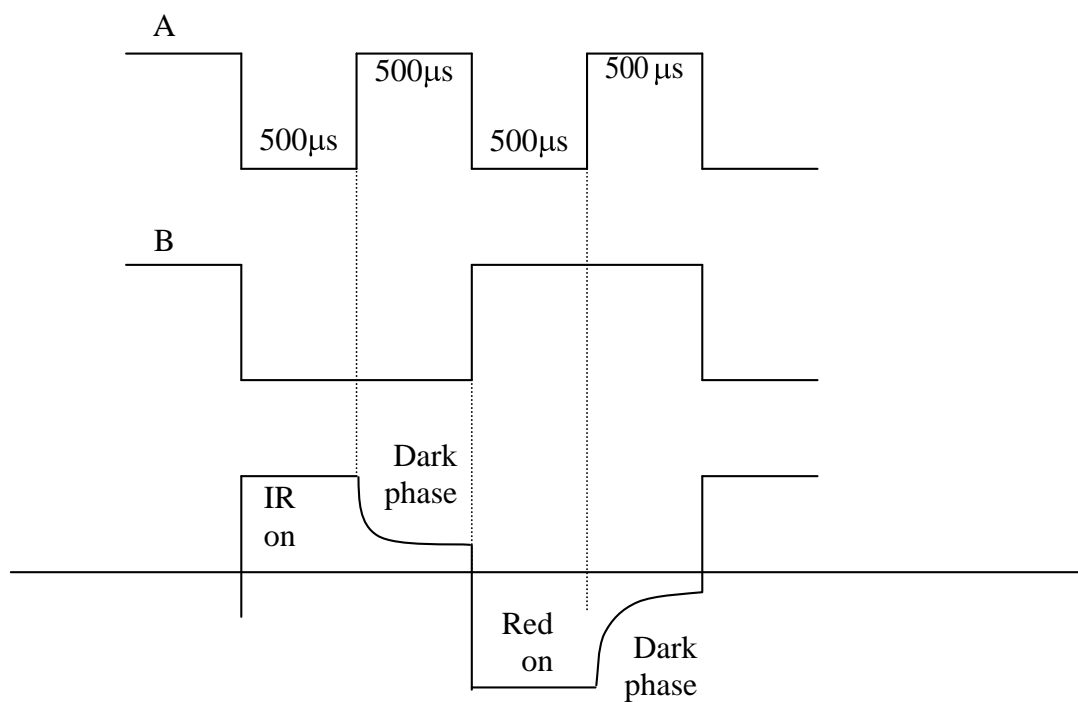 A
500μs
500 μs
500μs
500μs
B
Dark
phase
IR
on
Red
on
Dark
phase